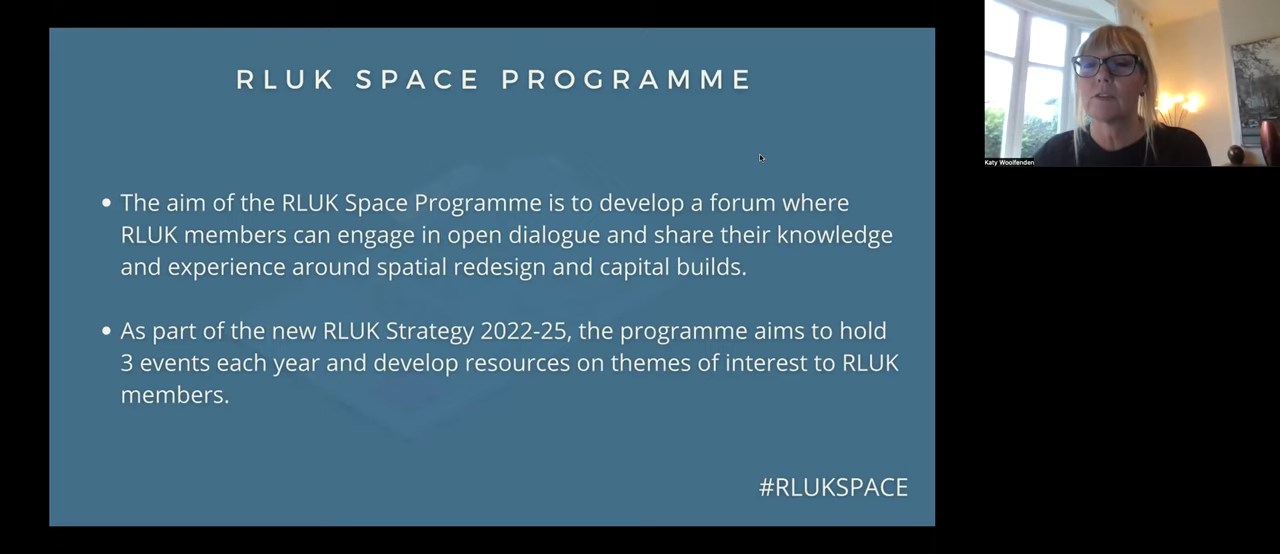 RLUK SPACE PROGRAMME
• The aim of the RLUK Space Programme is to develop a forum where
RLUK members can engage in open dialogue and share their knowledge
and experience around spatial redesign and capital builds.
• As part of the new RLUK Strategy 2022-25, the programme aims to hold
3 events each year and develop resources on themes of interest to RLUK
members.
#RLUKSPACE
Katy Woolfenden